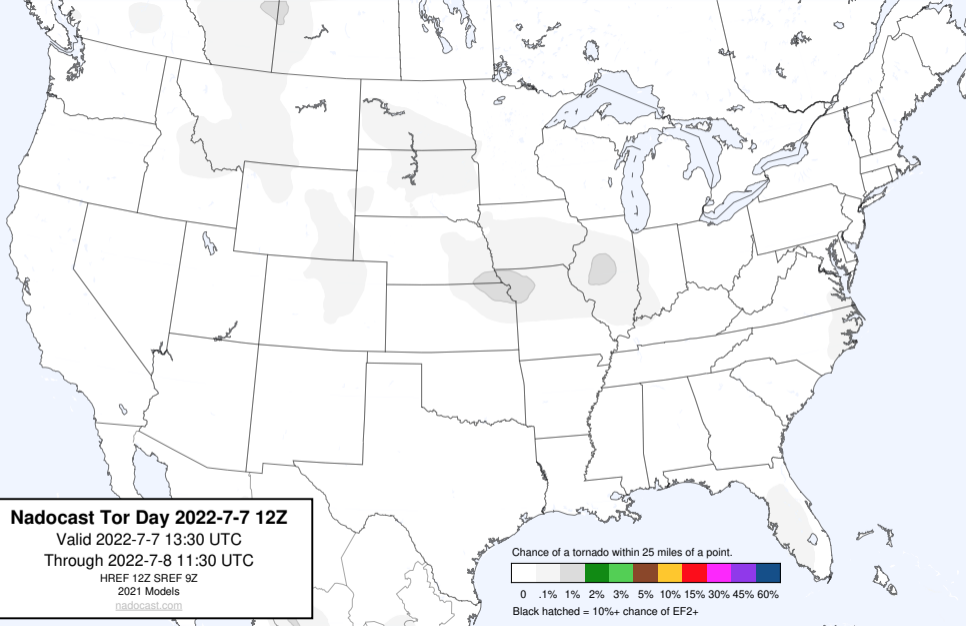 Nadocast Tor Day 2022-7-7 12Z
Valid 2022-7-7 13:30 UTC
Through 2022-7-8 11:30 UTC
HREF 12Z SREF 9Z
2021 Models
nadocast.com
Chance of a tornado within 25 miles of a point.
0 .1% 1% 2% 3% 5% 10% 15% 30% 45% 60%
Black hatched = 10%+ chance of EF2+